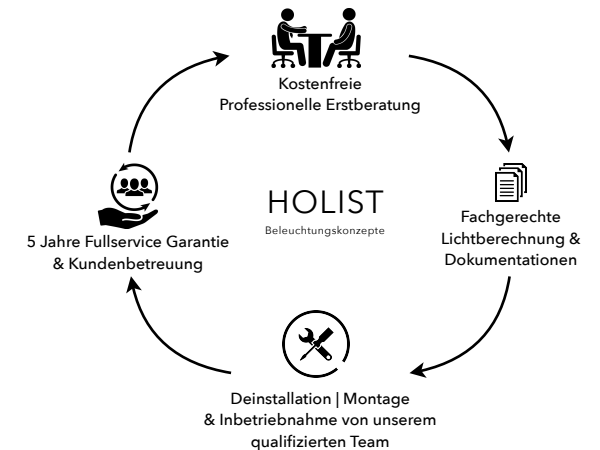 Kostenfreie
Professionelle Erstberatung
HOLIST
Beleuchtungskonzepte
Fachgerechte
Lichtberechnung &
Dokumentationen
5 Jahre Fullservice Garantie
& Kundenbetreuung
Deinstallation | Montage
& Inbetriebnahme von unserem
qualifizierten Team